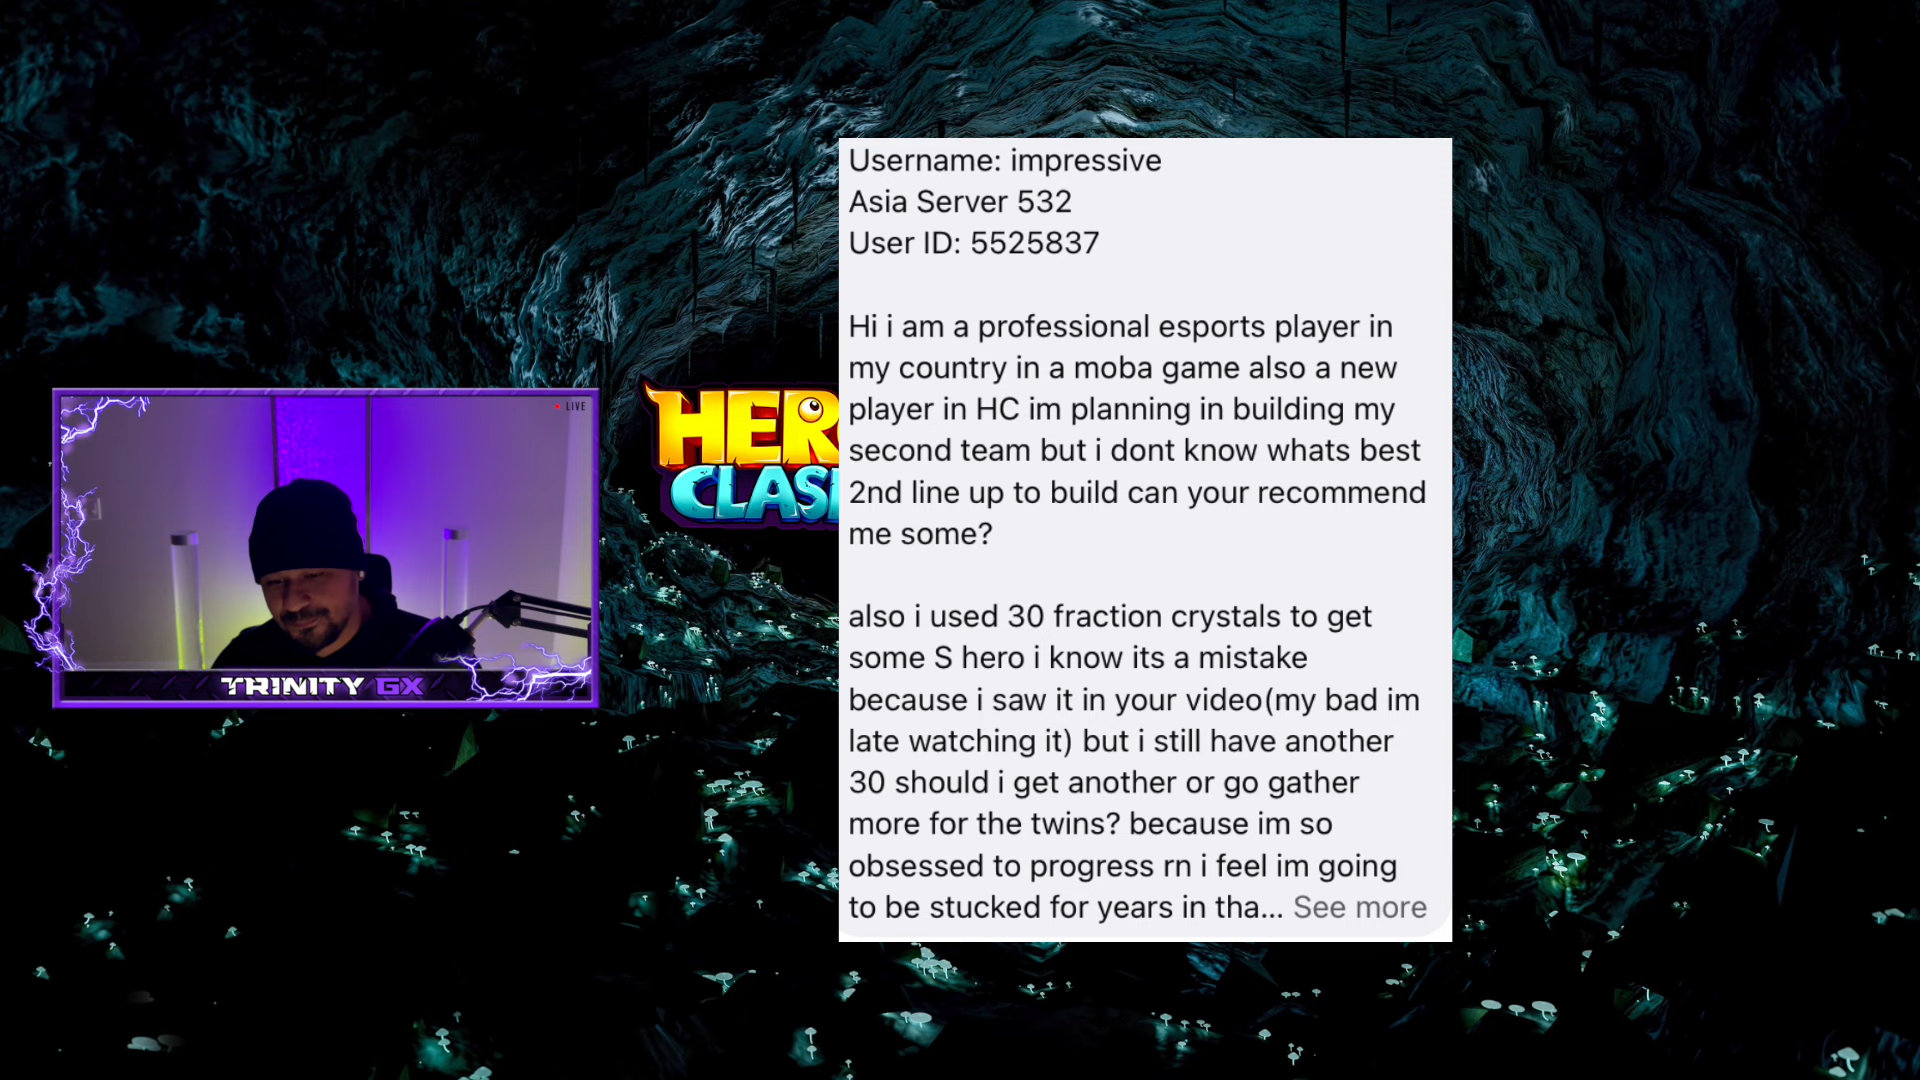 Username: impressive
Asia Server 532
User ID: 5525837
Hi i am a professional esports player in
my country in a moba game also a new
player in HC im planning in building my
second team but i dont know whats best
2nd line up to build can your recommend
me some?
also i used 30 fraction crystals to get
some S hero i know its a mistake
because i saw it in your video(my bad im
late watching it) but i still have another
30 should i get another or go gather
more for the twins? because im so
obsessed to progress rn i feel im going
to be stucked for years in tha... See more
HER
CLAS
LIVE
TRINITY GX